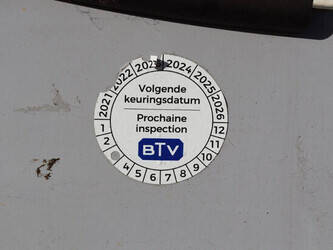 2021 2022 2023 2024 2025 2026
Volgende
keuringsdatum
Prochaine
inspection
BTV
1 2 4 5 6 7 8 9 10 11 12